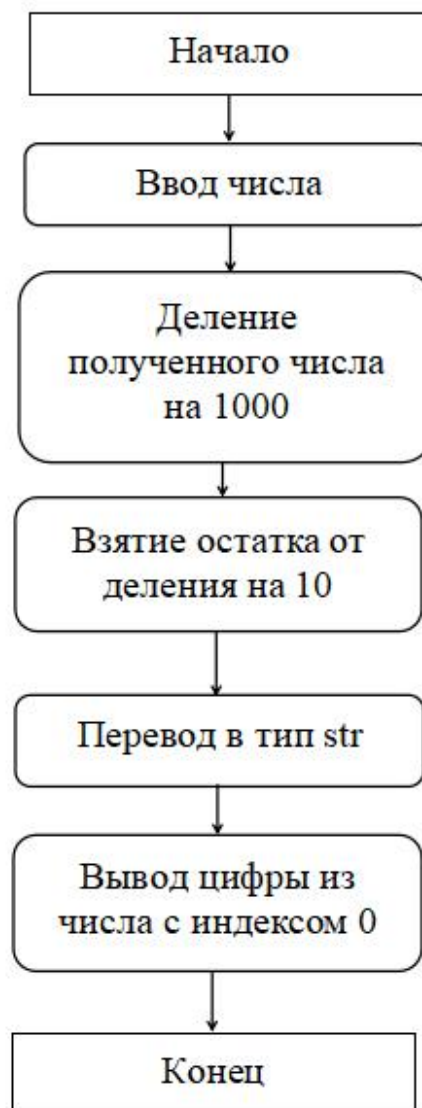 Начало
Ввод числа
Деление
полученного числа
на 1000
Взятие остатка от
деления на 10
Перевод в тип str
Вывод цифры из
числа с индексом 0
Конец